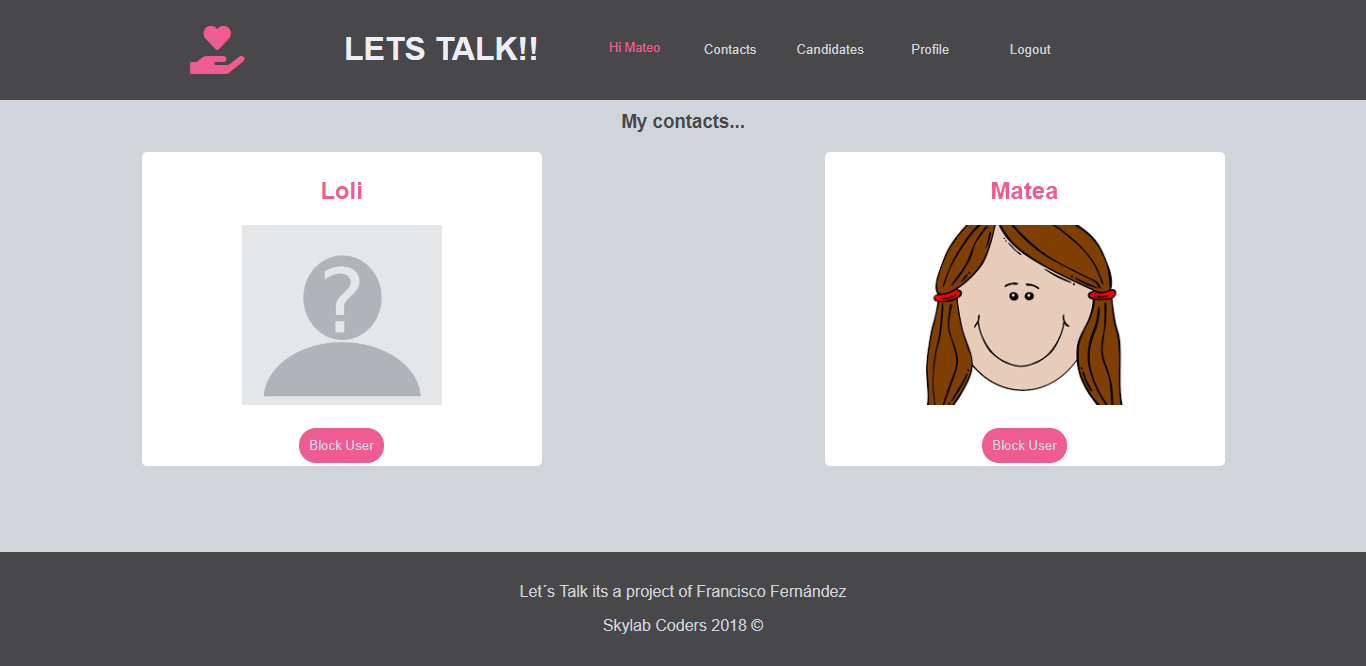 LETS TALK!!
Hi Mateo
Contacts
Candidates
Profile
Logout
My contacts...
Loli
?
Block User
Matea
Block User
Let´s Talk its a project of Francisco Fernández
Skylab Coders 2018 ©